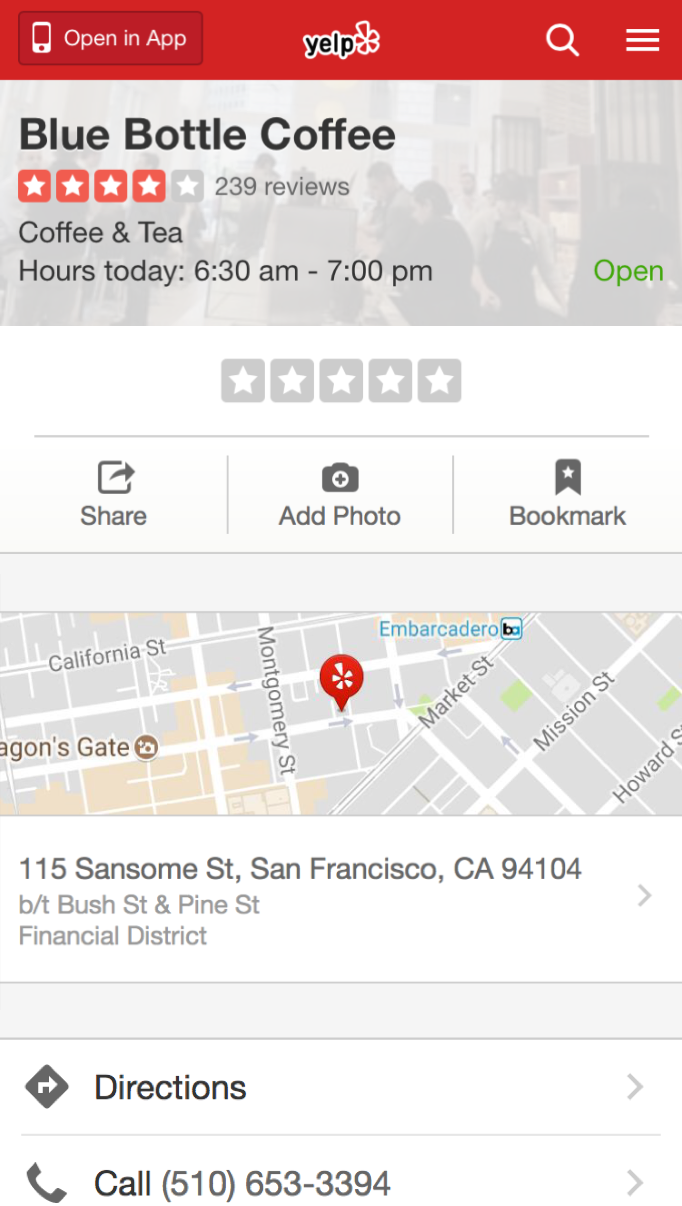 Open in App
yelp
Blue Bottle Coffee
239 reviews
Coffee & Tea
Hours today: 6:30 am - 7:00 pm
Open
Share
Add Photo
Bookmark
Embarcadero
ba
California St
Montgomery St
Market St
Mission St
agon's Gate
Howard S
115 Sansome St, San Francisco, CA 94104
b/t Bush St & Pine St
Financial District
Directions
Call (510) 653-3394